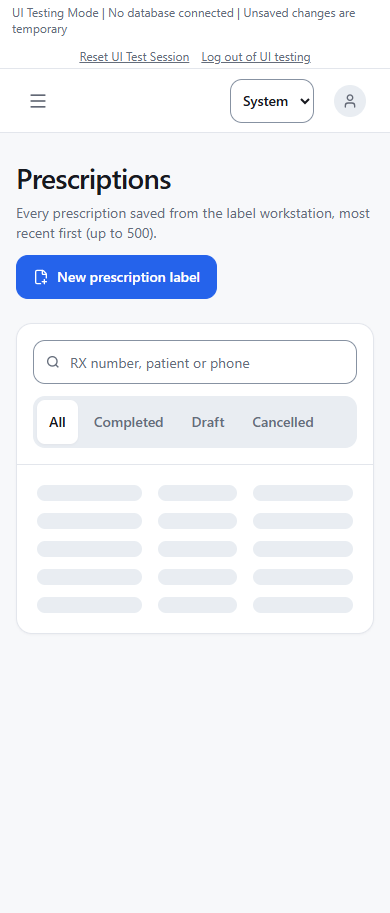 UI Testing Mode | No database connected | Unsaved changes are
temporary
Reset UI Test Session Log out of UI testing
System
Prescriptions
Every prescription saved from the label workstation, most
recent first (up to 500).
New prescription label
RX number, patient or phone
All Completed Draft Cancelled